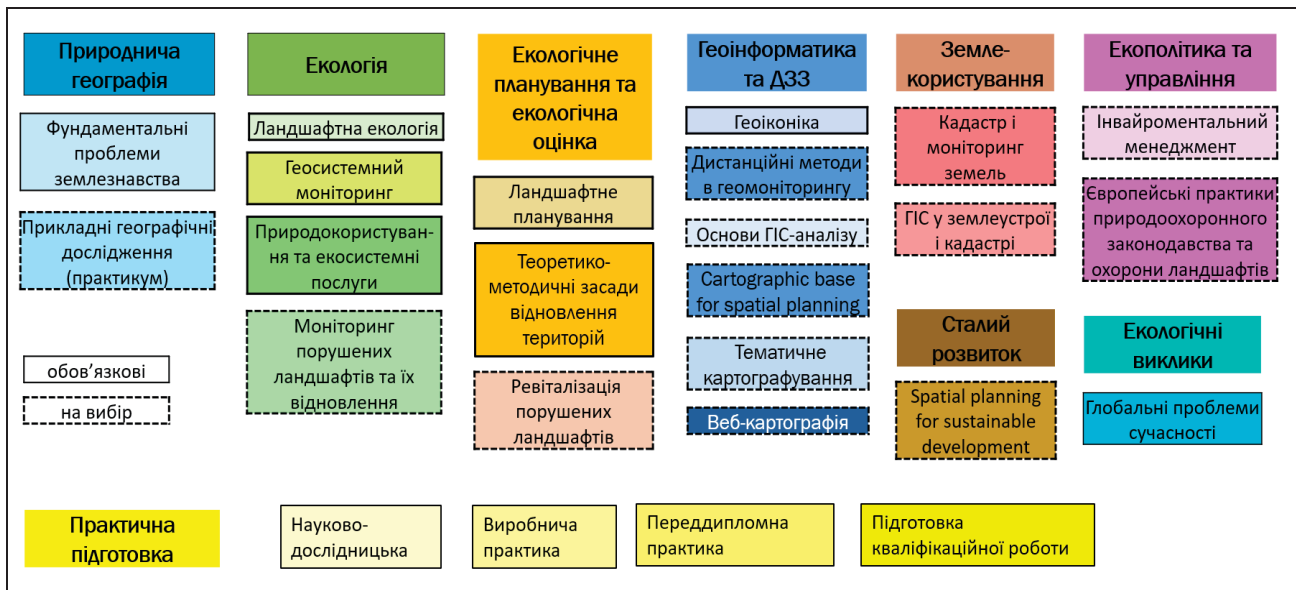 Природнича
географія
Фундаментальні
проблеми
землезнавства
Прикладні географічні
дослідження
(практикум)
обов’язкові
на вибір
Екологія
Ландшафтна екологія
Геосистемний
моніторинг
Природокористуван-
ня та екосистемні
послуги
Моніторинг
порушених
ландшафтів та їх
відновлення
Екологічне
планування та
екологічна
оцінка
Ландшафтне
планування
Теоретико-
методичні засади
відновлення
територій
Ревіталізація
порушених
ландшафтів
Геоінформатика
та ДЗЗ
Геоіконіка
Дистанційні методи
в геомоніторингу
Основи ГІС-аналізу
Cartographic base
for spatial planning
Тематичне
картографування
Веб-картографія
Земле-
користування
Кадастр і
моніторинг
земель
ГІС у землеустрої
і кадастрі
Сталий
розвиток
Spatial planning
for sustainable
development
Екополітика та
управління
Інвайроментальний
менеджмент
Європейські практики
природоохоронного
законодавства та
охорони ландшафтів
Екологічні
виклики
Глобальні проблеми
сучасності
Практична
підготовка
Науково-
дослідницька
Виробнича
практика
Переддипломна
практика
Підготовка
кваліфікаційної роботи